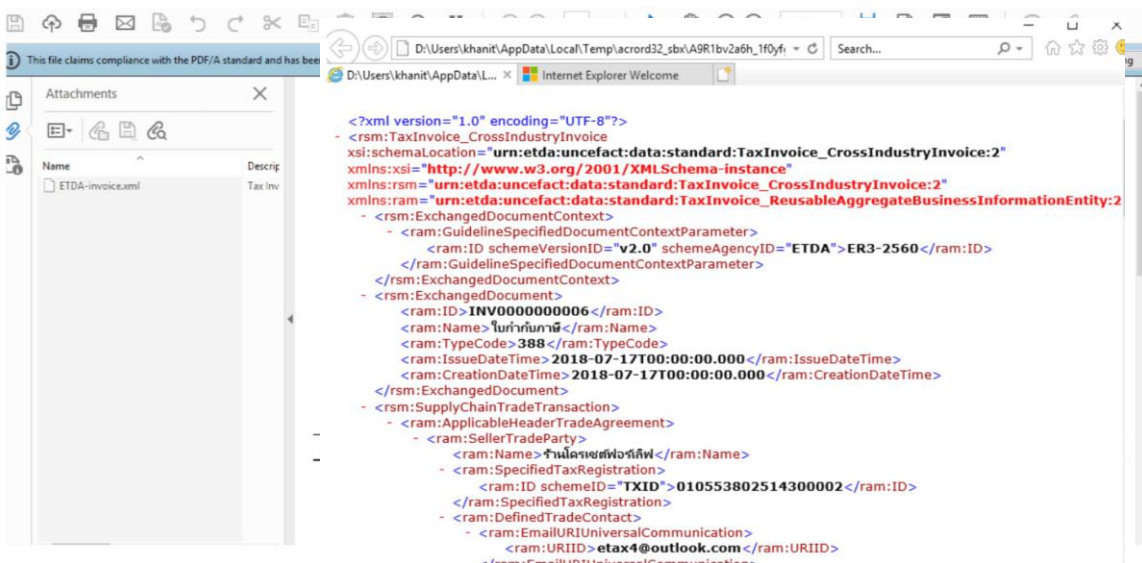 This file claims compliance with the PDF/A standard and has bee
Attachments
Name
Descrip
ETDA-invoice.xml
Tax Inv
D:\Users\khanit\AppData\Local\Temp\acrord32_sbx\A9R1bv2a6h_1f0yf
Search...
D:\Users\khanit\AppData\L...
Internet Explorer Welcome
<?xml version="1.0" encoding="UTF-8"?>
- <rsm:TaxInvoice_CrossIndustryInvoice
xsi:schemaLocation="urn:etda:uncefact:data:standard:TaxInvoice_CrossIndustryInvoice:2"
xmlns:xsi="http://www.w3.org/2001/XMLSchema-instance"
xmlns:rsm="urn:etda:uncefact:data:standard:TaxInvoice_CrossIndustryInvoice:2"
xmlns:ram="urn:etda:uncefact:data:standard:TaxInvoice_ReusableAggregateBusinessInformationEntity:2
- <rsm:ExchangedDocumentContext>
- <ram:GuidelineSpecifiedDocumentContextParameter>
<ram:ID schemeVersionID="v2.0" schemeAgencyID="ETDA">ER3-2560</ram:ID>
</ram:GuidelineSpecifiedDocumentContextParameter>
</rsm:ExchangedDocumentContext>
- <rsm:ExchangedDocument>
<ram:ID>INV0000000006</ram:ID>
<ram:Name>ใบกำกับภาษี</ram:Name>
<ram:TypeCode>388</ram:TypeCode>
<ram:IssueDateTime>2018-07-17T00:00:00.000</ram:IssueDateTime>
<ram:CreationDateTime>2018-07-17T00:00:00.000</ram:CreationDateTime>
</rsm:ExchangedDocument>
- <rsm:SupplyChainTradeTransaction>
- <ram:ApplicableHeaderTradeAgreement>
- <ram:SellerTradeParty>
<ram:Name>ร้านไดรเซต์ฟอร์เลิฟ</ram:Name>
- <ram:SpecifiedTaxRegistration>
<ram:ID schemeID="TXID">010553802514300002</ram:ID>
</ram:SpecifiedTaxRegistration>
- <ram:DefinedTradeContact>
- <ram:EmailURIUniversalCommunication>
<ram:URIID>etax4@outlook.com</ram:URIID>
</ram:EmailURIUniversalCommunication>